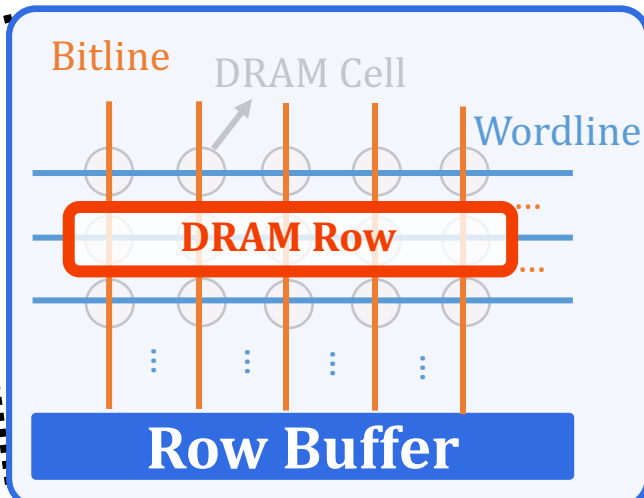 Bitline
DRAM Cell
Wordline
...
DRAM Row
...
... ... ... ...
Row Buffer